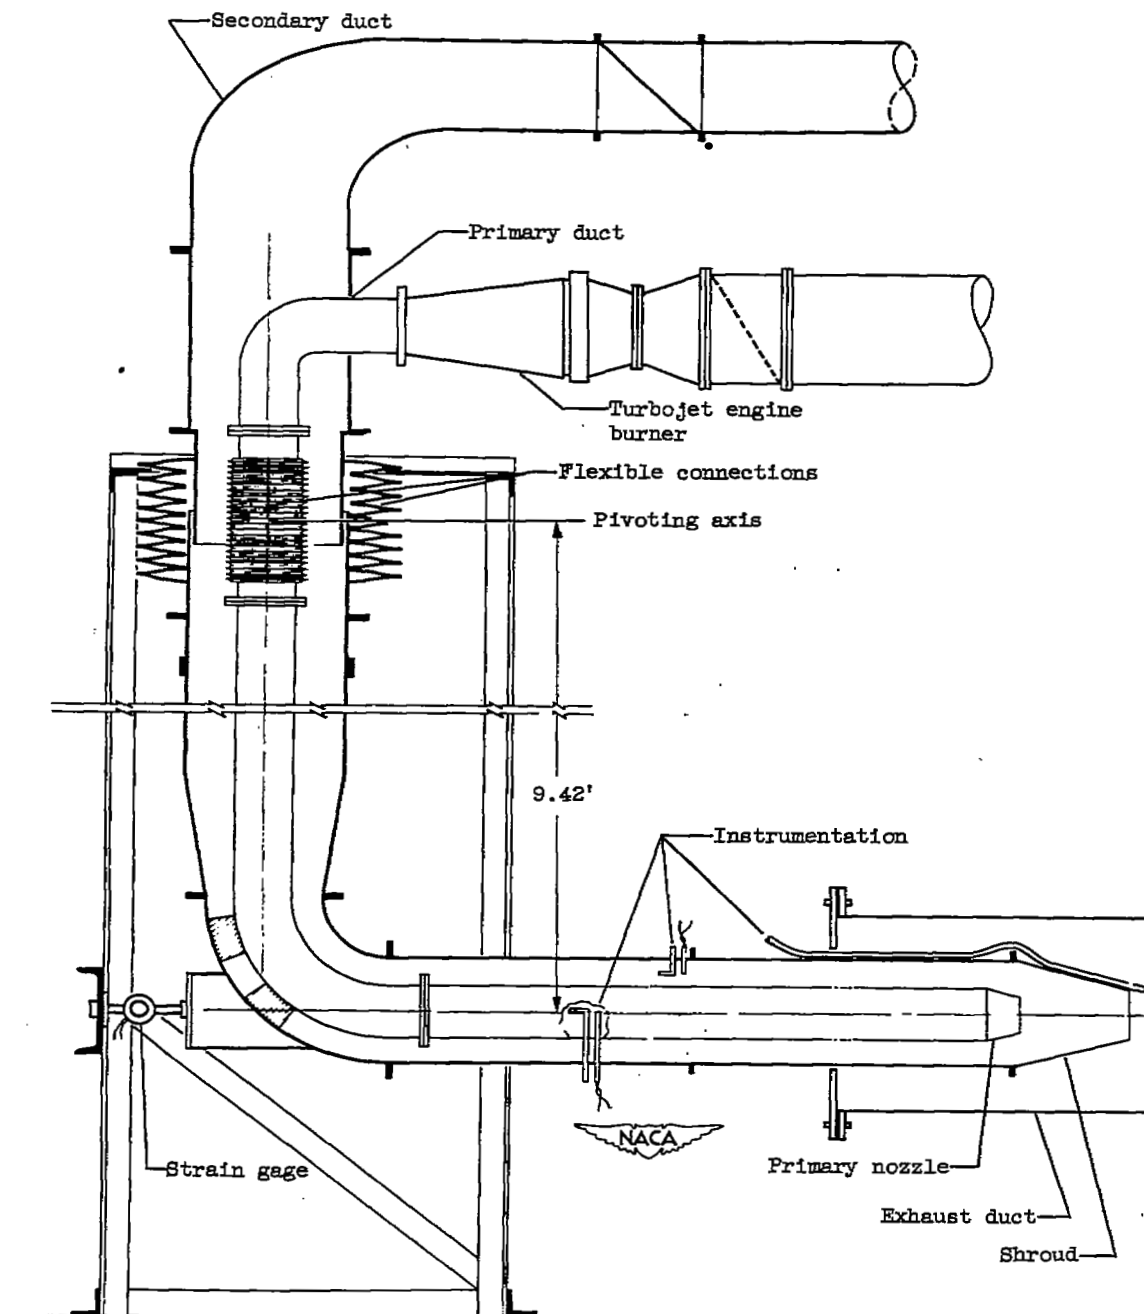 Secondary duct
Primary duct
Turbojet engine
burner
Flexible connections
Pivoting axis
9.42'
Instrumentation
NACA
Strain gage
Primary nozzle
Exhaust duct
Shroud